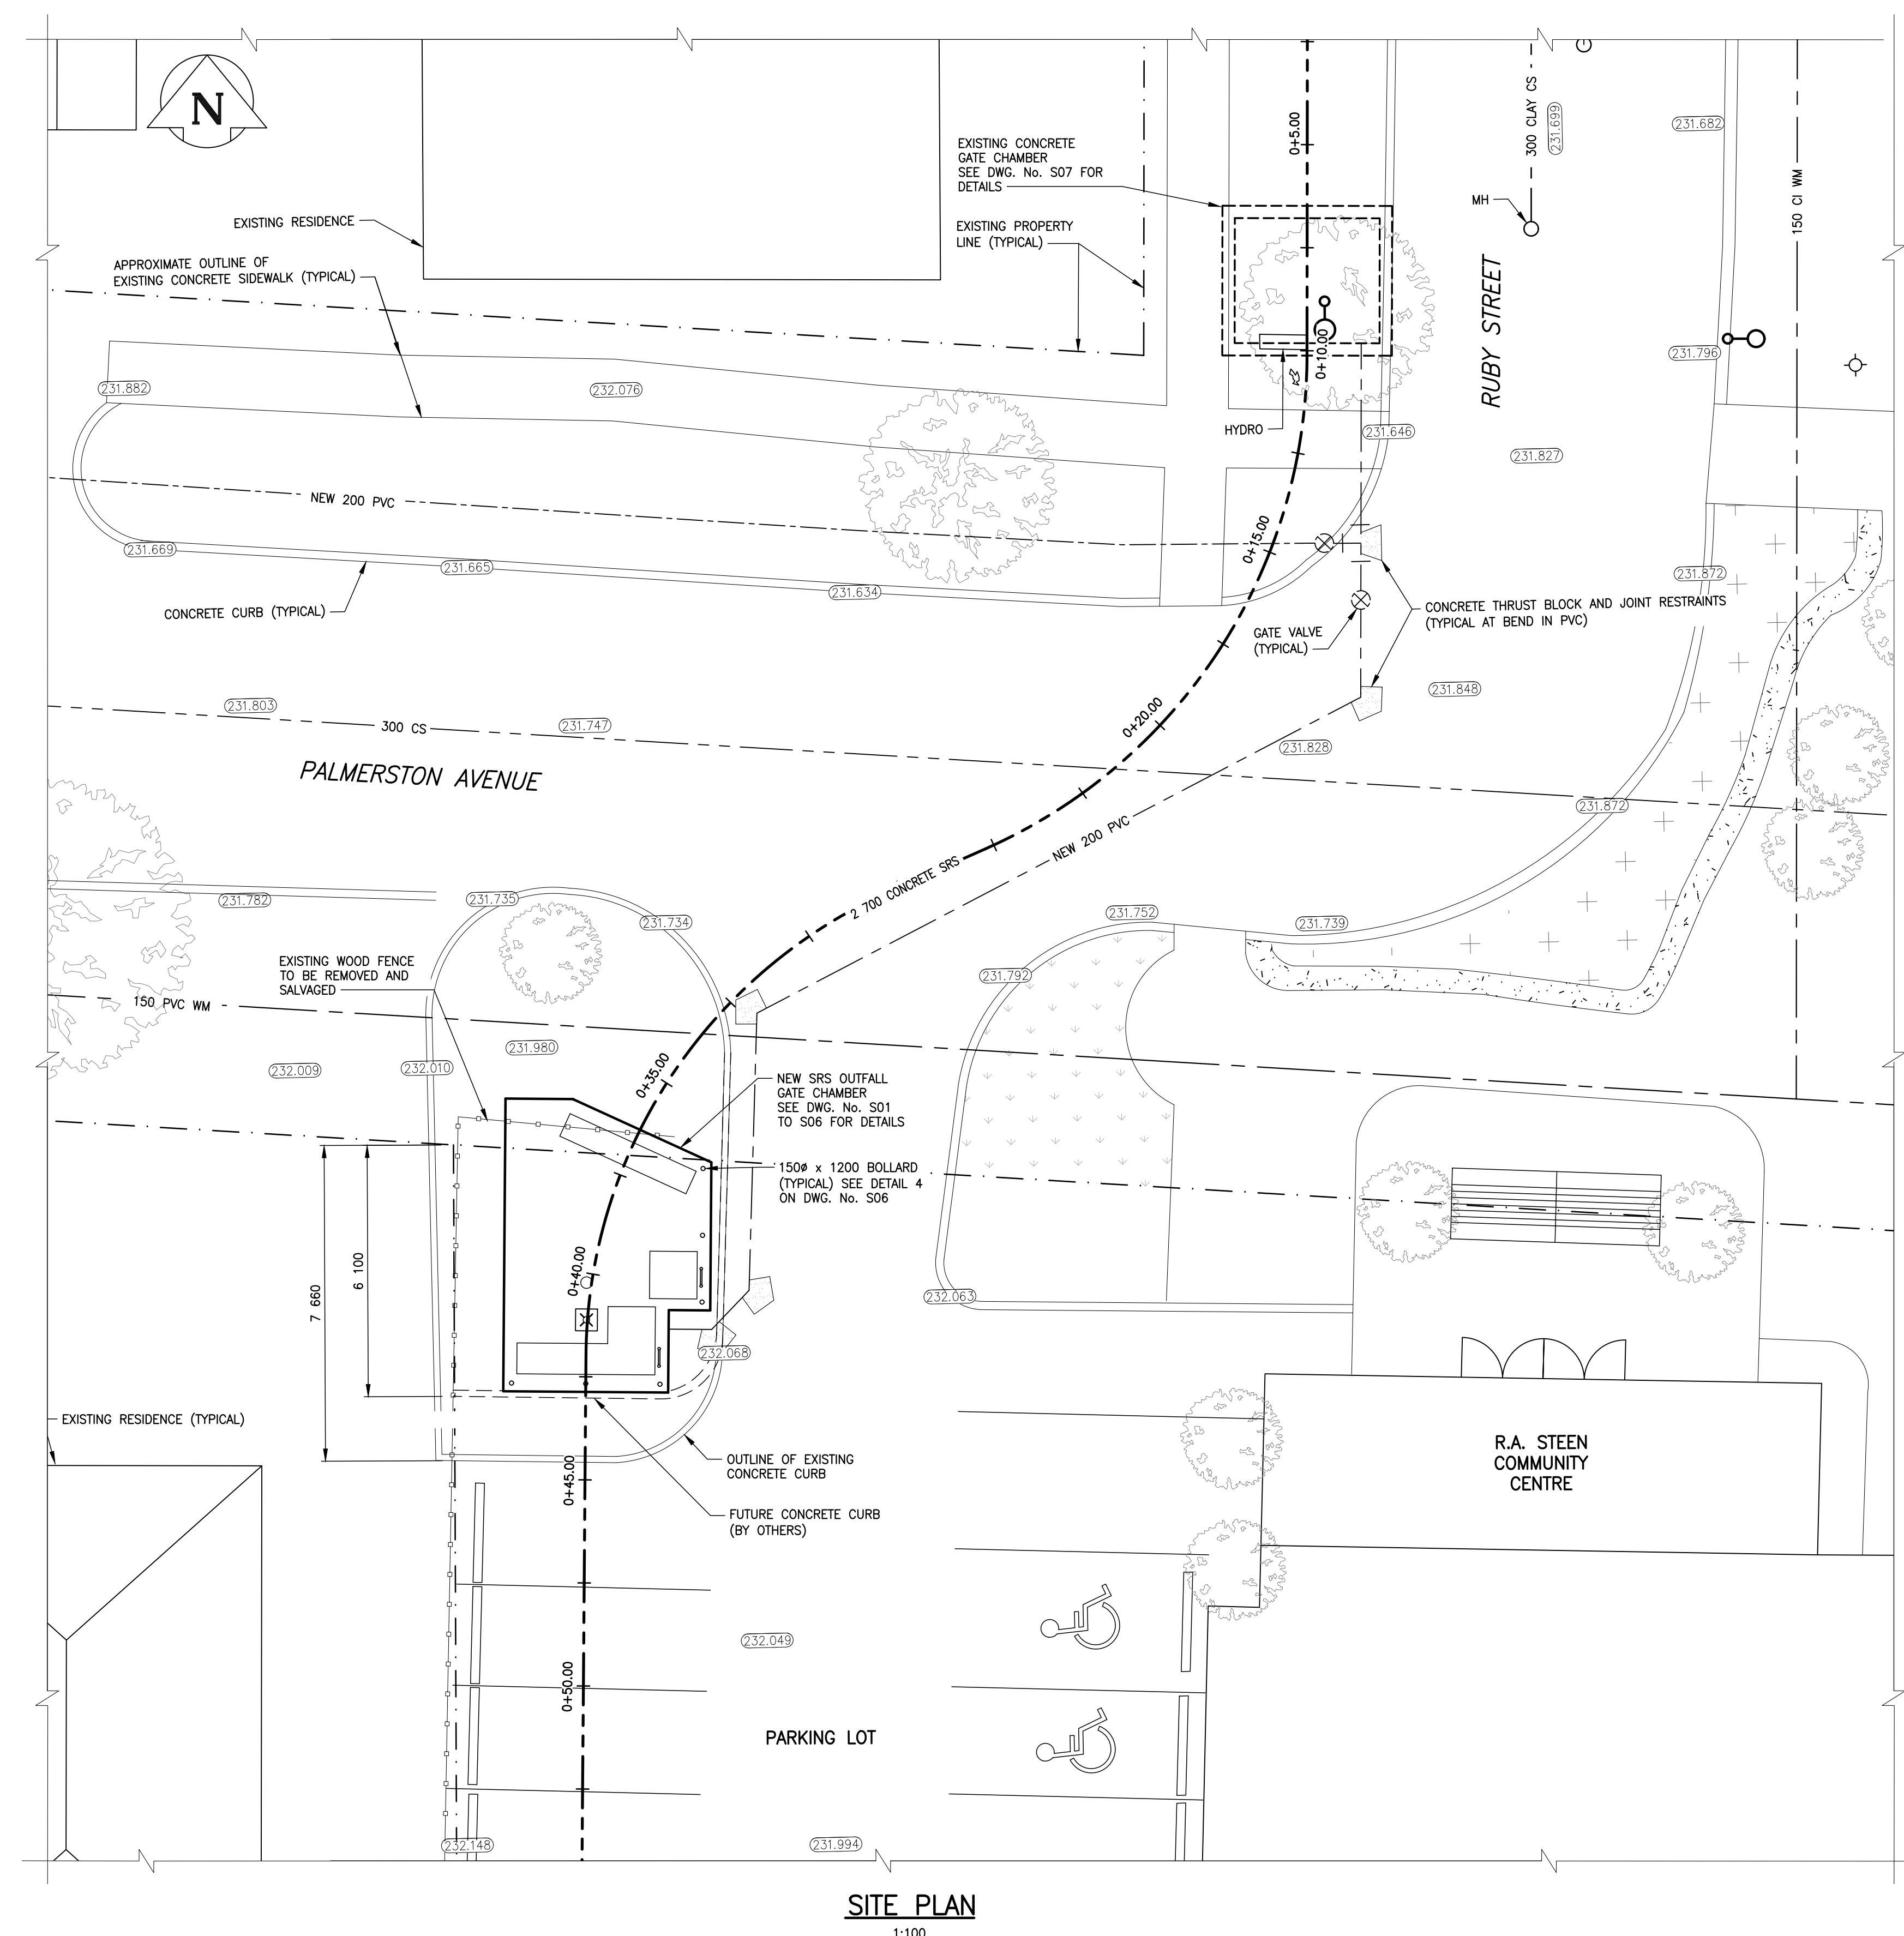 N
EXISTING CONCRETE
GATE CHAMBER
SEE DWG. No. S07 FOR
DETAILS
0+5.00
300 CLAY CS
231.699
231.682
150 CI WM
MH
EXISTING RESIDENCE
EXISTING PROPERTY
LINE (TYPICAL)
APPROXIMATE OUTLINE OF
EXISTING CONCRETE SIDEWALK (TYPICAL)
RUBY STREET
0+10.00
231.796
231.882
232.076
HYDRO
231.646
231.827
NEW 200 PVC
0+15.00
231.669
231.665
231.634
231.872
CONCRETE CURB (TYPICAL)
CONCRETE THRUST BLOCK AND JOINT RESTRAINTS
(TYPICAL AT BEND IN PVC)
GATE VALVE
(TYPICAL)
231.848
231.803
231.747
300 CS
0+20.00
231.828
PALMERSTON AVENUE
231.872
NEW 200 PVC
2 700 CONCRETE SRS
231.782
231.735
231.734
231.752
231.739
EXISTING WOOD FENCE
TO BE REMOVED AND
SALVAGED
231.792
150 PVC WM
231.980
232.009
232.010
0+35.00
NEW SRS OUTFALL
GATE CHAMBER
SEE DWG. No. S01
TO S06 FOR DETAILS
150ø x 1200 BOLLARD
(TYPICAL) SEE DETAIL 4
ON DWG. No. S06
7 660
6 100
0+40.00
232.063
232.068
EXISTING RESIDENCE (TYPICAL)
OUTLINE OF EXISTING
CONCRETE CURB
0+45.00
FUTURE CONCRETE CURB
(BY OTHERS)
R.A. STEEN
COMMUNITY
CENTRE
232.049
0+50.00
PARKING LOT
232.148
231.994
SITE PLAN
1:100